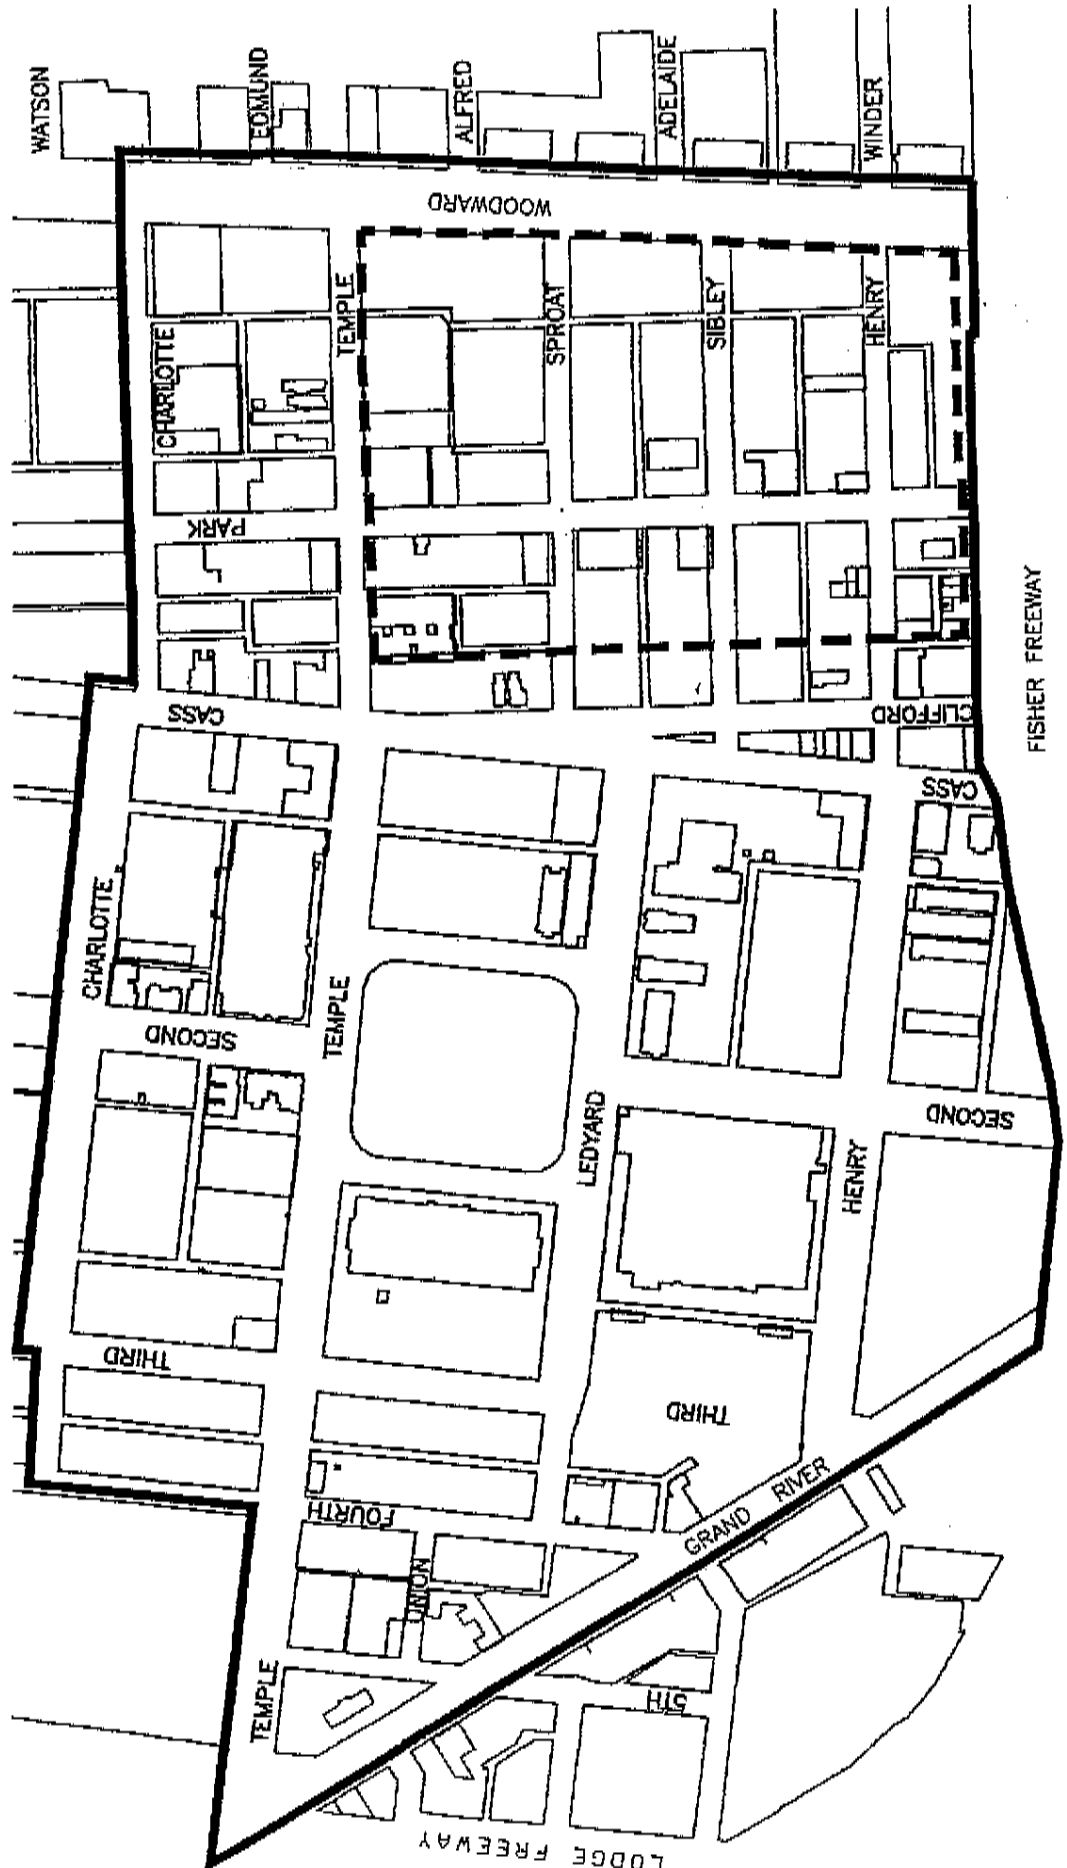 WATSON
EDMUND
ALFRED
ADELAIDE
WINDER
WOODWARD
CHARLOTTE
TEMPLE
SPROAT
SIBLEY
HENRY
PARK
CASS
CLIFFORD
FISHER FREEWAY
CASS
CHARLOTTE
SECOND
TEMPLE
LEDYARD
SECOND
HENRY
THIRD
THIRD
FOURTH
GRAND RIVER
UNION
TEMPLE
5TH
LODGE FREEWAY